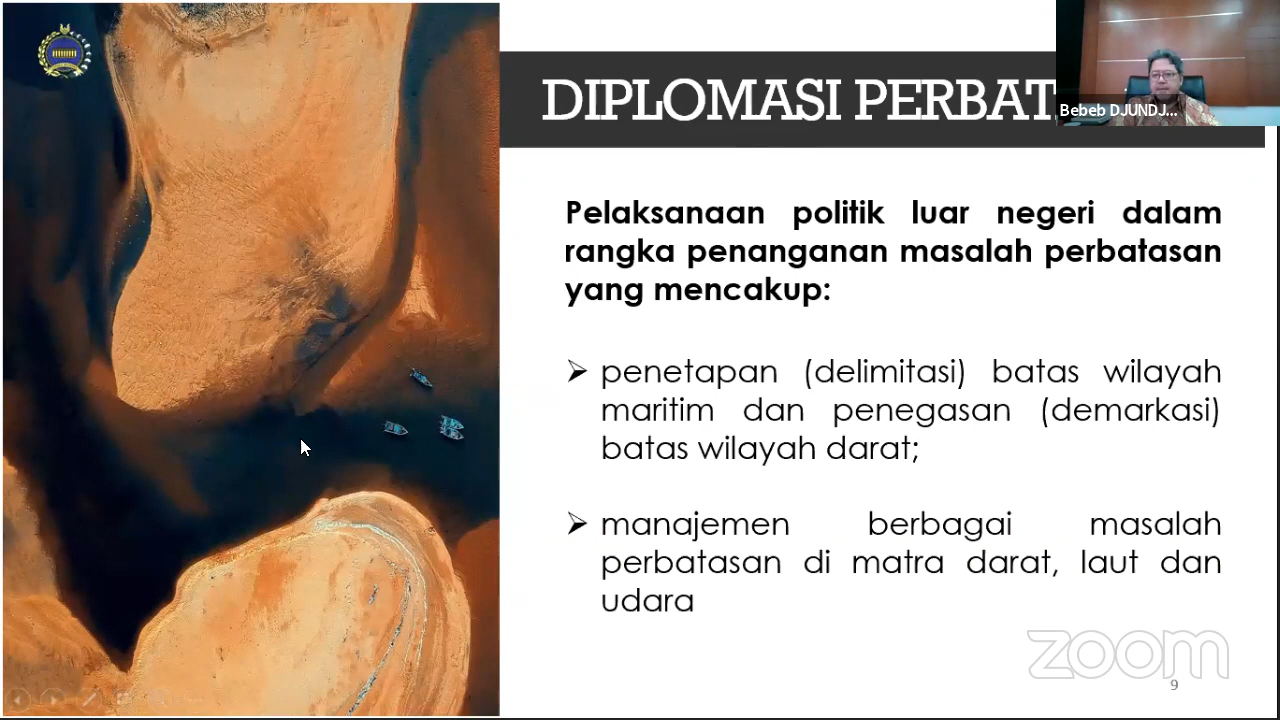 DIPLOMASI PERBAT
Bebeb DJUNDJ...
Pelaksanaan politik luar negeri dalam
rangka penanganan masalah perbatasan
yang mencakup:
➢ penetapan (delimitasi) batas wilayah
maritim dan penegasan (demarkasi)
batas wilayah darat;
➢ manajemen berbagai masalah
perbatasan di matra darat, laut dan
udara
zoom
9